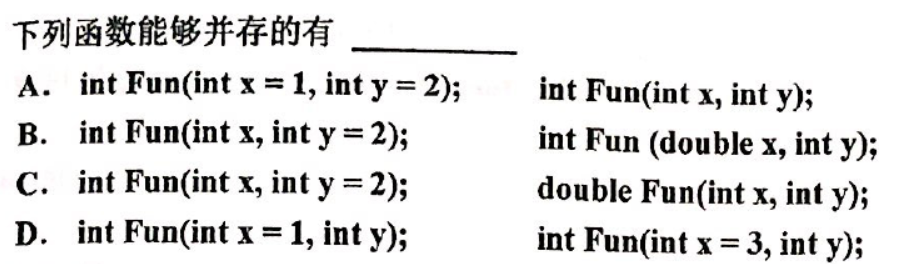 下列函数能够并存的有 ________
A. int Fun(int x = 1, int y = 2); int Fun(int x, int y);
B. int Fun(int x, int y = 2); int Fun (double x, int y);
C. int Fun(int x, int y = 2); double Fun(int x, int y);
D. int Fun(int x = 1, int y); int Fun(int x = 3, int y);